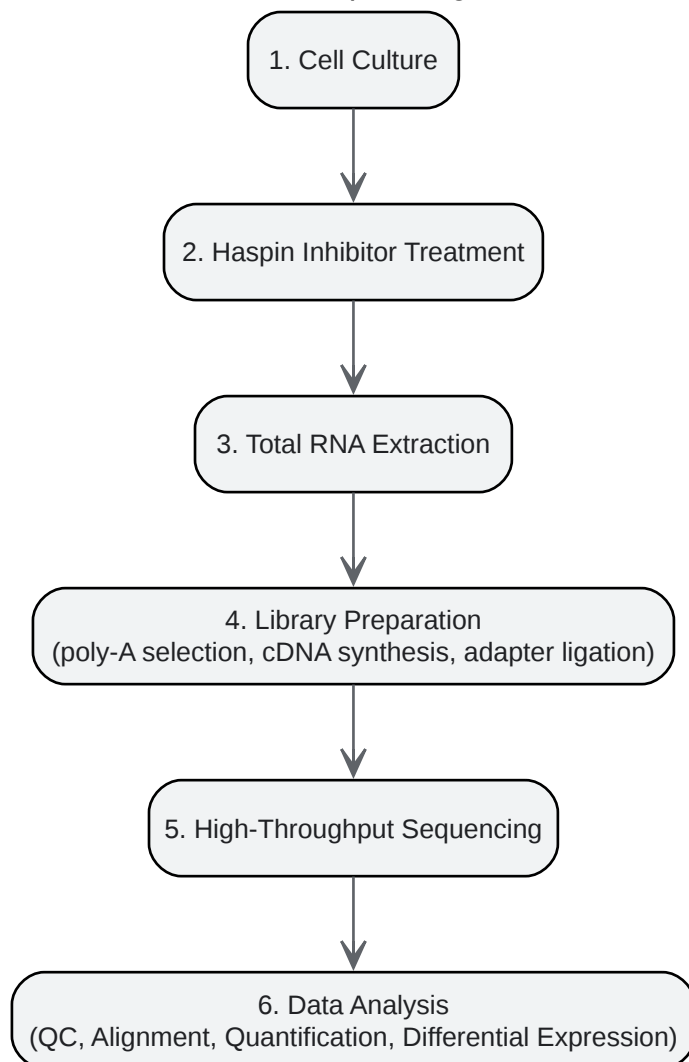 1. Cell Culture
2. Haspin Inhibitor Treatment
3. Total RNA Extraction
4. Library Preparation
(poly-A selection, cDNA synthesis, adapter ligation)
5. High-Throughput Sequencing
6. Data Analysis
(QC, Alignment, Quantification, Differential Expression)